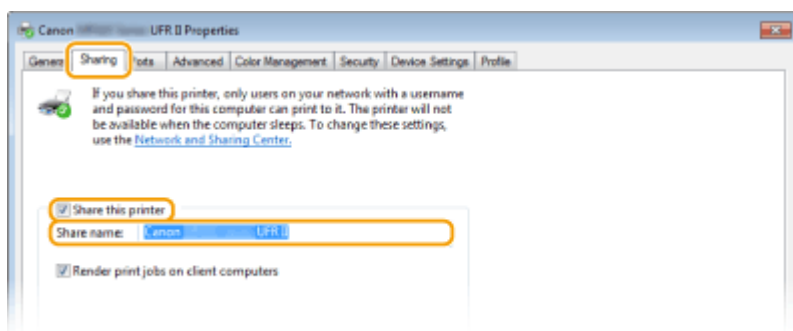 Canon UFR II Properties
General Sharing Ports Advanced Color Management Security Device Settings Profile
If you share this printer, only users on your network with a username
and password for this computer can print to it. The printer will not
be available when the computer sleeps. To change these settings,
use the Network and Sharing Center.
Share this printer
Share name: Canon UFR II
Render print jobs on client computers